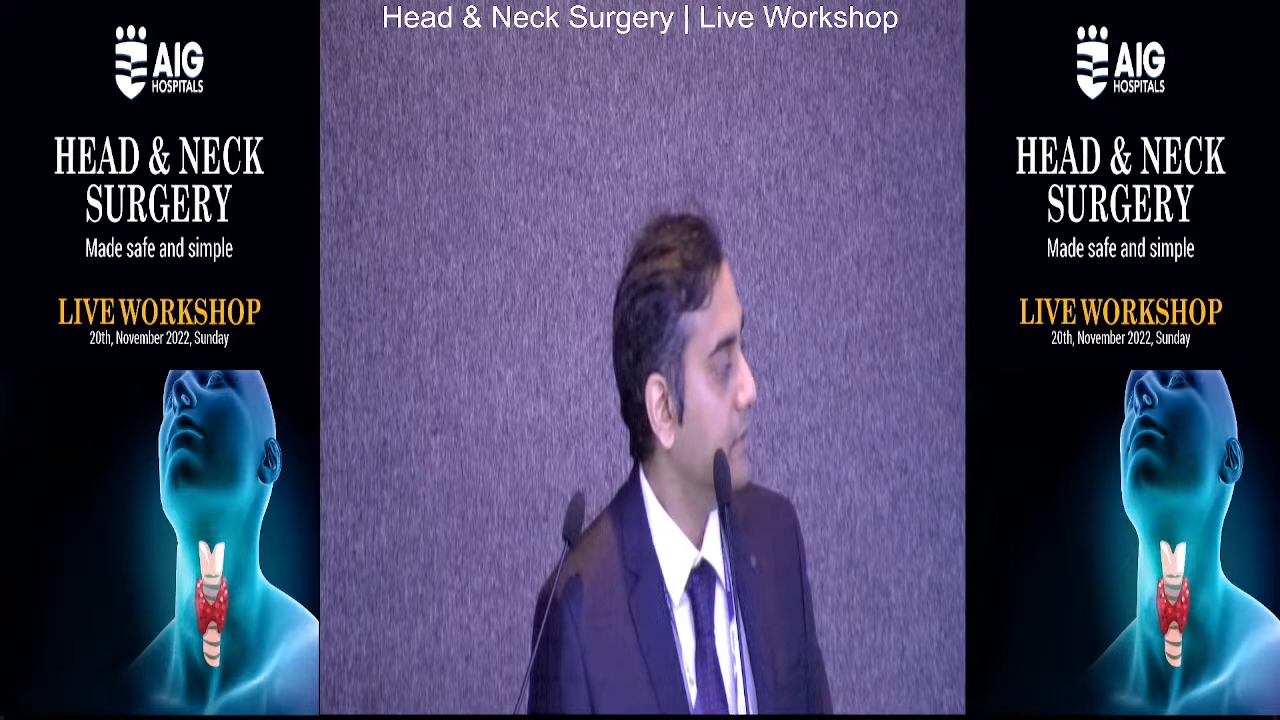 Head & Neck Surgery | Live Workshop
AIG
HOSPITALS
HEAD & NECK
SURGERY
Made safe and simple
LIVE WORKSHOP
20th, November 2022, Sunday
AIG
HOSPITALS
HEAD & NECK
SURGERY
Made safe and simple
LIVE WORKSHOP
20th, November 2022, Sunday